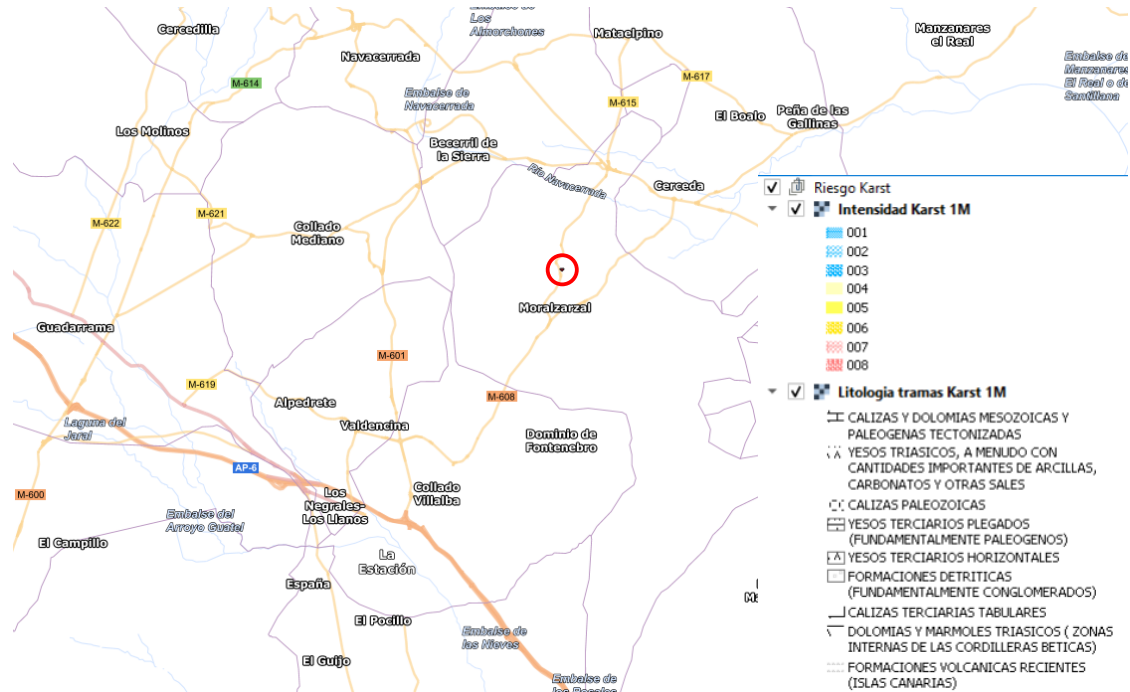 Embalse de
Los
Almorchones
Cercedilla
Mataelpino
Manzanares
el Real
Navacerrada
Embalse de
Manzanares
El Real o de
Santillana
M-617
M-614
Embalse de
Navacerrada
M-615
El Boalo
Peña de las
Gallinas
Los Molinos
Becerril de
la Sierra
Río Navacerrada
Cerceda
M-621
M-622
Collado
Mediano
Moralzarzal
Guadarrama
M-601
M-619
M-608
Alpedrete
Valdencina
Laguna del
Jaral
Dominio de
Fontenebro
AP-6
M-600
Los
Negrales-
Los Llanos
Collado
Villalba
Embalse del
Arroyo Guatel
El Campillo
La
Estación
España
El Pocillo
Embalse de
las Nieves
El Guijo
Embalse de
los Rosales
Riesgo Karst
Intensidad Karst 1M
001
002
003
004
005
006
007
008
Litologia tramas Karst 1M
CALIZAS Y DOLOMIAS MESOZOICAS Y
PALEOGENAS TECTONIZADAS
YESOS TRIASICOS, A MENUDO CON
CANTIDADES IMPORTANTES DE ARCILLAS,
CARBONATOS Y OTRAS SALES
CALIZAS PALEOZOICAS
YESOS TERCIARIOS PLEGADOS
(FUNDAMENTALMENTE PALEOGENOS)
YESOS TERCIARIOS HORIZONTALES
FORMACIONES DETRITICAS
(FUNDAMENTALMENTE CONGLOMERADOS)
CALIZAS TERCIARIAS TABULARES
DOLOMIAS Y MARMOLES TRIASICOS ( ZONAS
INTERNAS DE LAS CORDILLERAS BETICAS)
FORMACIONES VOLCANICAS RECIENTES
(ISLAS CANARIAS)